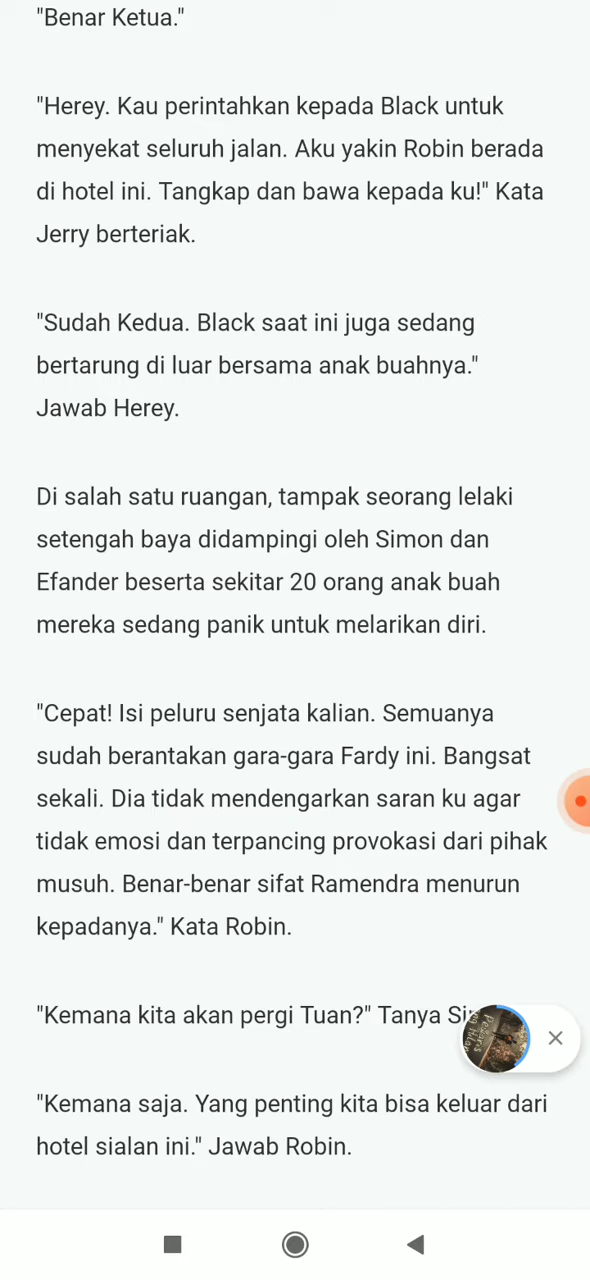 "Benar Ketua."
"Herey. Kau perintahkan kepada Black untuk
menyekat seluruh jalan. Aku yakin Robin berada
di hotel ini. Tangkap dan bawa kepada ku!" Kata
Jerry berteriak.
"Sudah Kedua. Black saat ini juga sedang
bertarung di luar bersama anak buahnya."
Jawab Herey.
Di salah satu ruangan, tampak seorang lelaki
setengah baya didampingi oleh Simon dan
Efander beserta sekitar 20 orang anak buah
mereka sedang panik untuk melarikan diri.
"Cepat! Isi peluru senjata kalian. Semuanya
sudah berantakan gara-gara Fardy ini. Bangsat
sekali. Dia tidak mendengarkan saran ku agar
tidak emosi dan terpancing provokasi dari pihak
musuh. Benar-benar sifat Ramendra menurun
kepadanya." Kata Robin.
"Kemana kita akan pergi Tuan?" Tanya
"Kemana saja. Yang penting kita bisa keluar dari
hotel sialan ini." Jawab Robin.